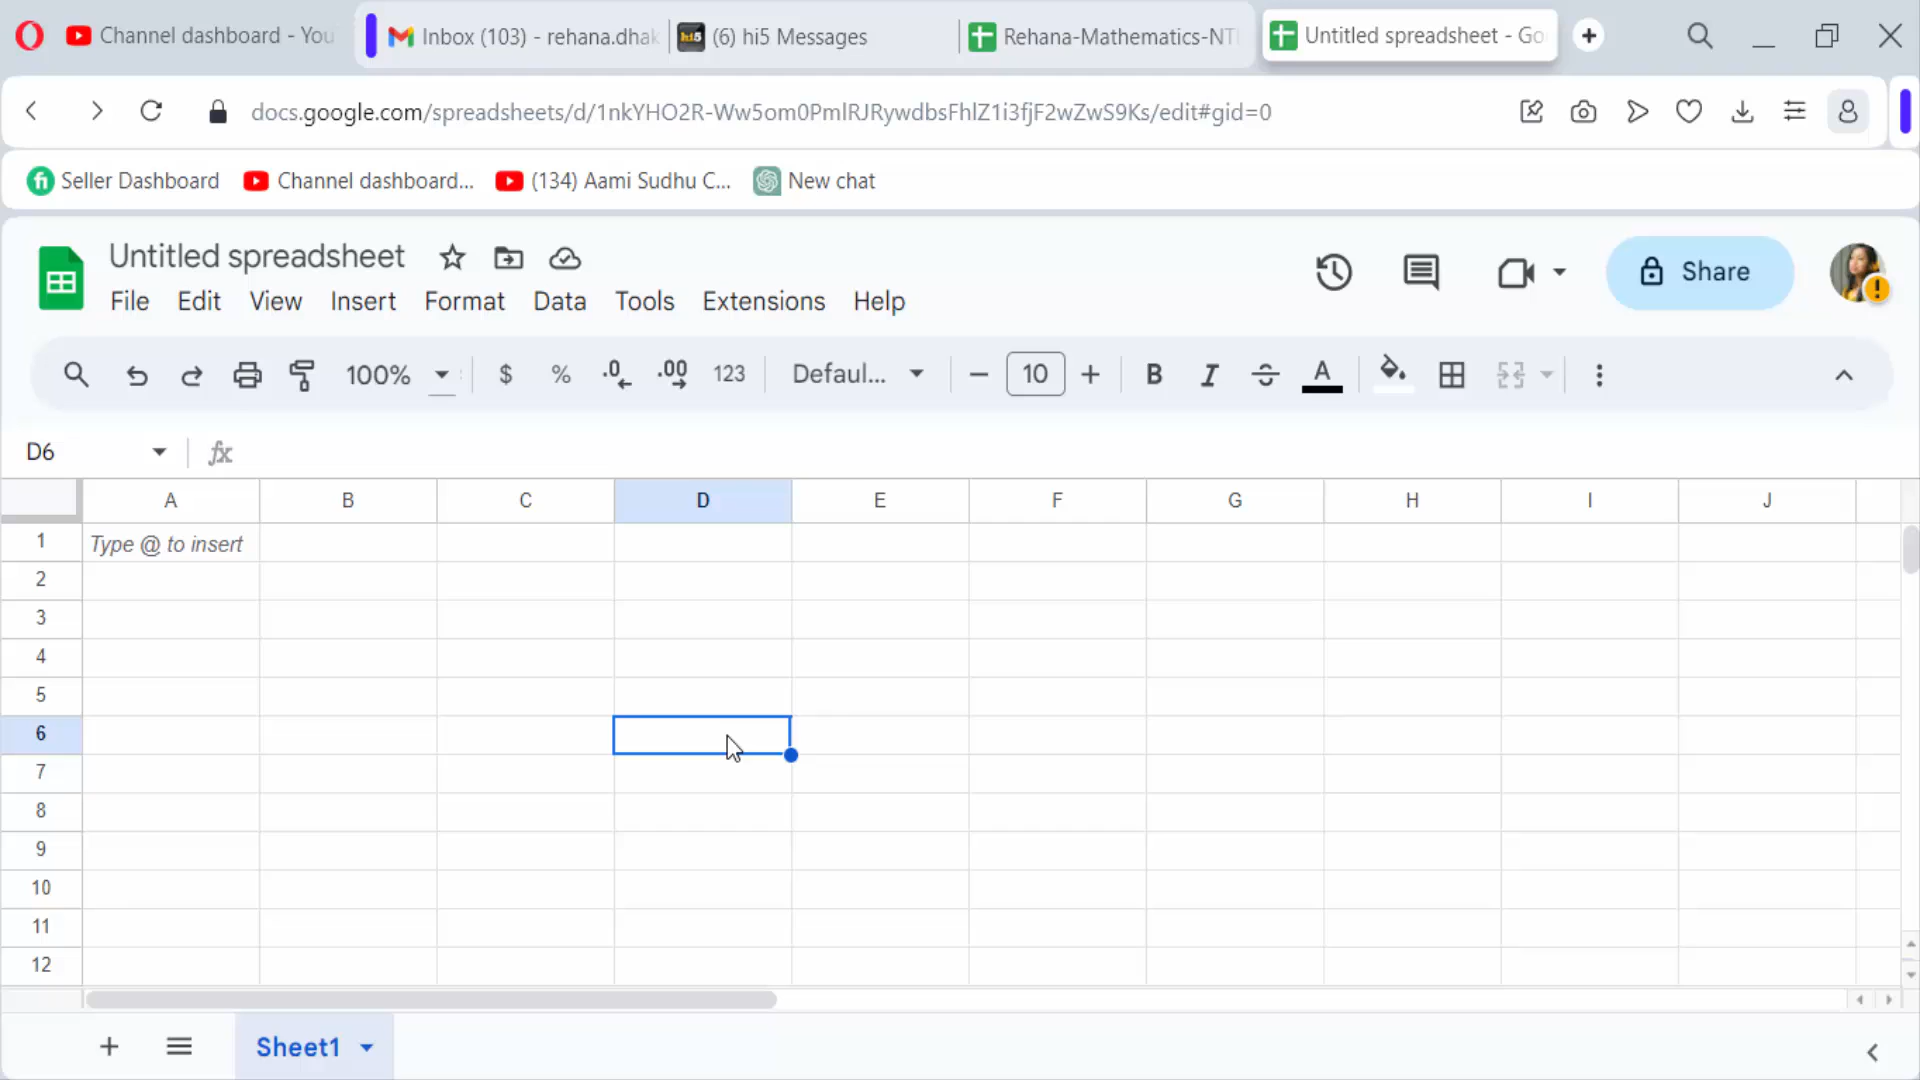 Channel dashboard - You
Inbox (103) - rehana.dhak
hi5 (6) hi5 Messages
Rehana-Mathematics-NT
Untitled spreadsheet - Go
docs.google.com/spreadsheets/d/1nkYHO2R-Ww5om0PmlRJRywdbsFhlZ1i3fjF2wZwS9Ks/edit#gid=0
Seller Dashboard
Channel dashboard...
(134) Aami Sudhu C...
New chat
Untitled spreadsheet
Share
File Edit View Insert Format Data Tools Extensions Help
100% $ % .0 .00 123 Defaul... 10 B I A
D6 fx
A B C D E F G H I J
1 Type @ to insert
2
3
4
5
6
7
8
9
10
11
12
Sheet1